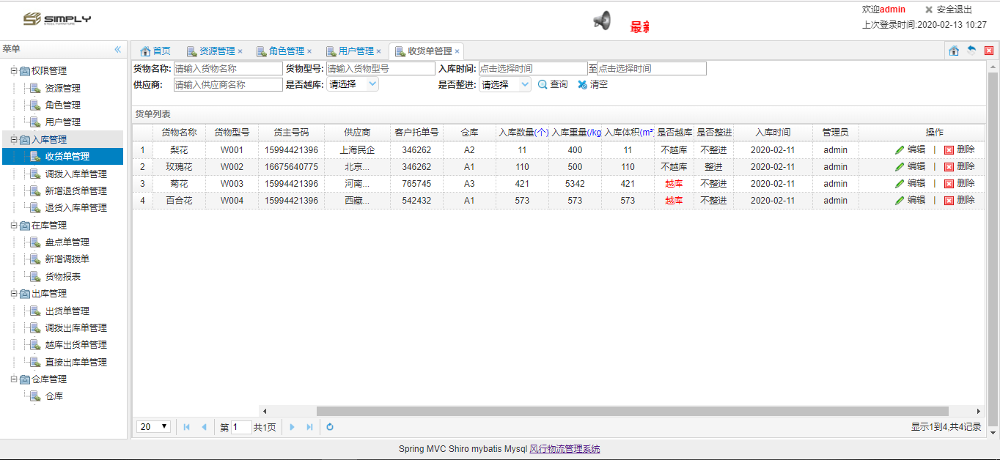 SIMPLY
STEEL FURNITURE
最新
欢迎admin 安全退出
上次登录时间:2020-02-13 10:27
菜单
权限管理
资源管理
角色管理
用户管理
入库管理
收货单管理
调拨入库单管理
新增退货单管理
退货入库单管理
在库管理
盘点单管理
新增调拨单
货物报表
出库管理
出货单管理
调拨出库单管理
越库出货单管理
直接出库单管理
仓库管理
仓库
首页 资源管理 × 角色管理 × 用户管理 × 收货单管理 ×
货物名称: 请输入货物名称 货物型号: 请输入货物型号 入库时间: 点击选择时间 至 点击选择时间
供应商: 请输入供应商名称 是否越库: 请选择 是否整进: 请选择 查询 清空
货单列表
货物名称 货物型号 货主号码 供应商 客户托单号 仓库 入库数量(个) 入库重量(/kg 入库体积(m³ 是否越库 是否整进 入库时间 管理员 操作
1 梨花 W001 15994421396 上海民企 346262 A2 11 400 11 不越库 不整进 2020-02-11 admin 编辑 | 删除
2 玫瑰花 W002 16675640775 北京... 346262 A1 110 500 110 不越库 整进 2020-02-11 admin 编辑 | 删除
3 菊花 W003 15994421396 河南... 765745 A3 421 5342 421 越库 不整进 2020-02-11 admin 编辑 | 删除
4 百合花 W004 15994421396 西藏... 542432 A1 573 573 573 越库 不整进 2020-02-11 admin 编辑 | 删除
20 第 1 共1页
显示1到4,共4记录
Spring MVC Shiro mybatis Mysql 风行物流管理系统